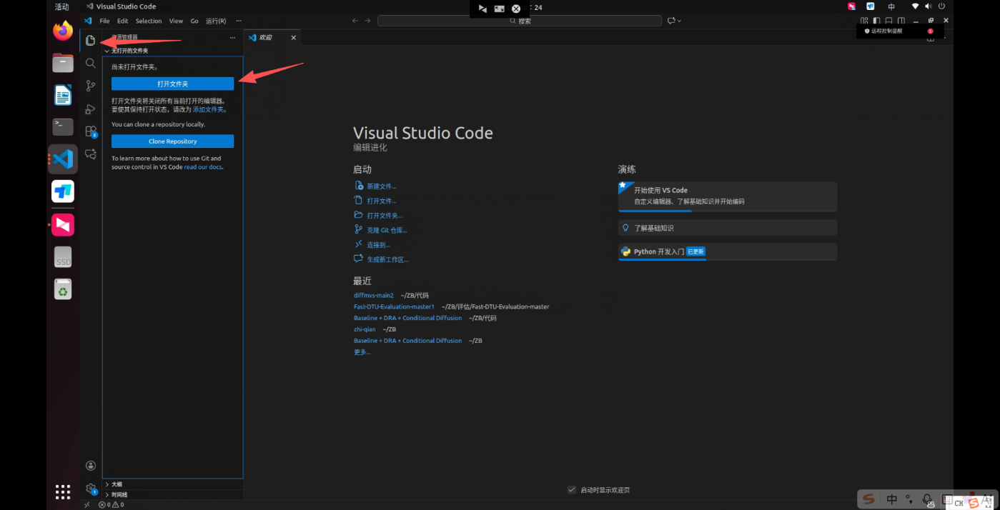 活动
Visual Studio Code
: 24
中
File Edit Selection View Go 运行(R) ···
搜索
远程控制提醒
资源管理器 ···
欢迎
无打开的文件夹
尚未打开文件夹。
打开文件夹
打开文件夹将关闭所有当前打开的编辑器。
要使其保持打开状态，请改为 添加文件夹。
You can clone a repository locally.
Clone Repository
To learn more about how to use Git and
source control in VS Code read our docs.
2
SSD
Visual Studio Code
编辑进化
启动
新建文件...
打开文件...
打开文件夹...
克隆 Git 仓库...
连接到...
生成新工作区...
最近
diffmvs-main2 ~/ZB/代码
Fast-DTU-Evaluation-master1 ~/ZB/评估/Fast-DTU-Evaluation-master
Baseline + DRA + Conditional Diffusion ~/ZB/代码
zhi-qian ~/ZB
Baseline + DRA + Conditional Diffusion ~/ZB
更多...
演练
开始使用 VS Code
自定义编辑器、了解基础知识并开始编码
了解基础知识
Python 开发入门 已更新
大纲
时间线
1
0 0
启动时显示欢迎页
中
CH